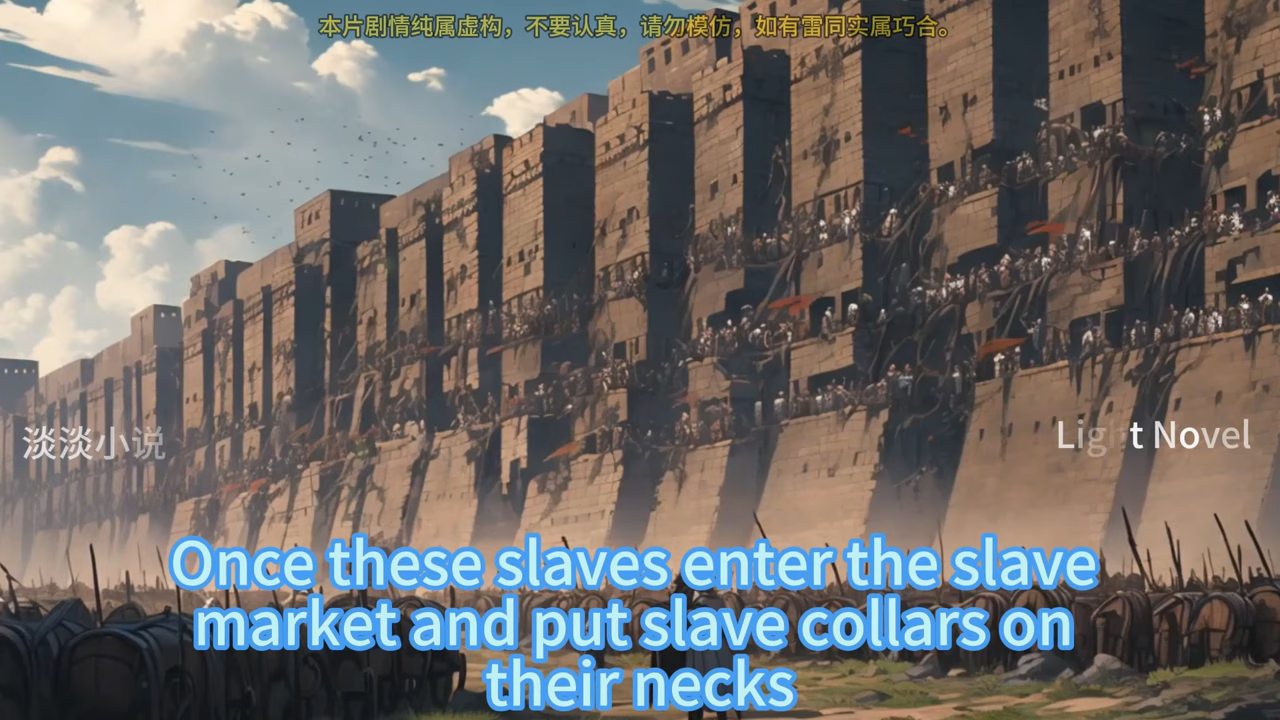 本片剧情纯属虚构，不要认真，请勿模仿，如有雷同实属巧合。
淡淡小说
Light Novel
Once these slaves enter the slave
market and put slave collars on
their necks